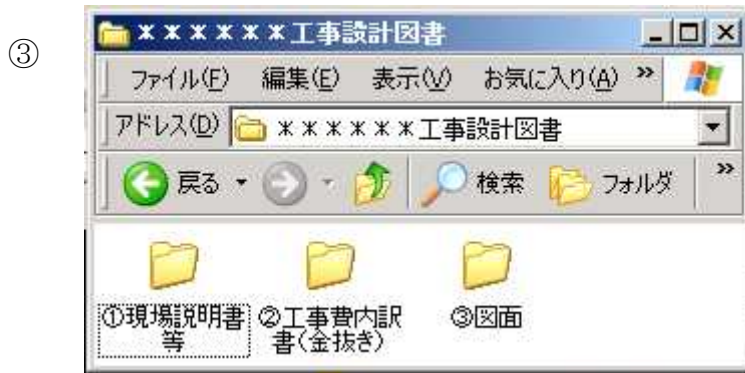 ③
＊＊＊＊＊＊工事設計図書
ファイル(F) 編集(E) 表示(V) お気に入り(A) »
アドレス(D) ＊＊＊＊＊＊工事設計図書
戻る 検索 フォルダ »
①現場説明書
等
②工事費内訳
書(金抜き)
③図面